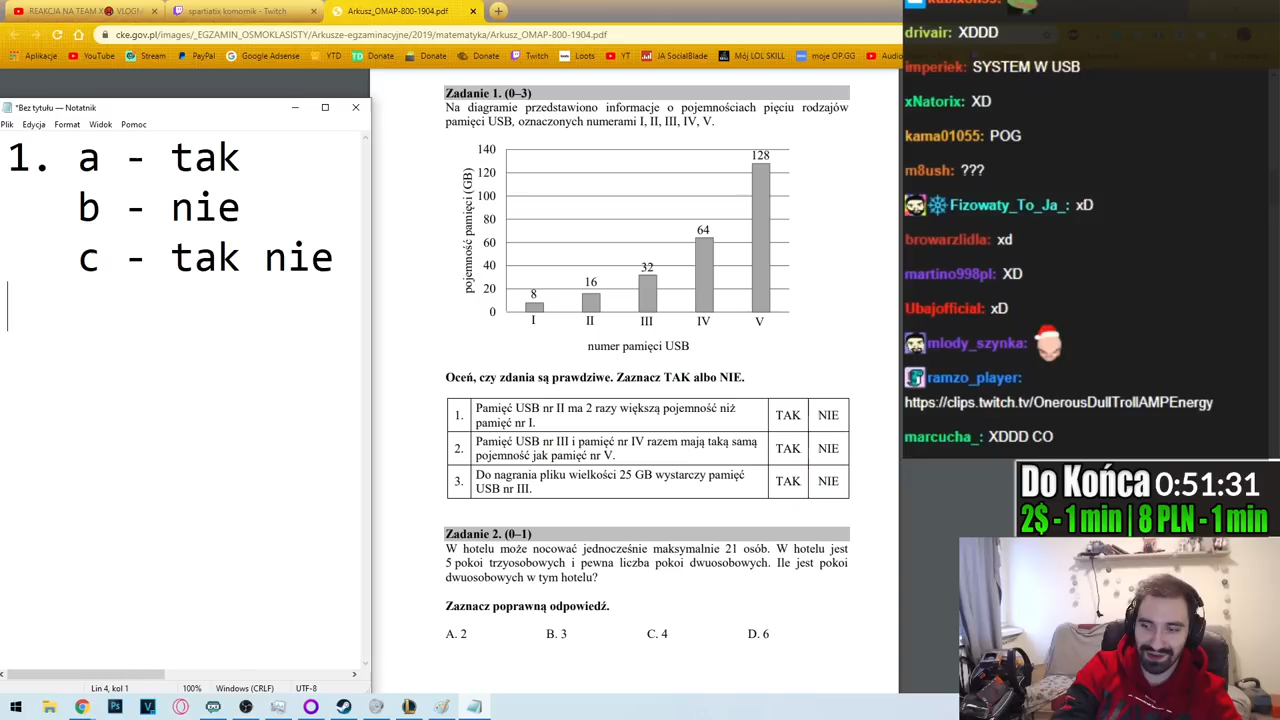 REAKCJA NA TEAM X
VLOGM
spartiatix komornik - Twitch
Arkusz_OMAP-800-1904.pdf
cke.gov.pl/images/_EGZAMIN_OSMOKLASISTY/Arkusze-egzaminacyjne/2019/matematyka/Arkusz_OMAP-800-1904.pdf
Aplikacje
YouTube
Stream
PayPal
Google Adsense
YTD
Donate
Donate
Donate
Twitch
Loots
YT
JA SocialBlade
Mój LOL SKILL
moje OP.GG
Audio
*Bez tytułu — Notatnik
Plik Edycja Format Widok Pomoc
1. a - tak
b - nie
c - tak nie
Lin 4, kol 1
100%
Windows (CRLF)
UTF-8
Zadanie 1. (0–3)
Na diagramie przedstawiono informacje o pojemnościach pięciu rodzajów
pamięci USB, oznaczonych numerami I, II, III, IV, V.
pojemność pamięci (GB)
140
120
100
80
60
40
20
0
8
16
32
64
128
I II III IV V
numer pamięci USB
Oceń, czy zdania są prawdziwe. Zaznacz TAK albo NIE.
1. Pamięć USB nr II ma 2 razy większą pojemność niż
pamięć nr I.
TAK NIE
2. Pamięć USB nr III i pamięć nr IV razem mają taką samą
pojemność jak pamięć nr V.
TAK NIE
3. Do nagrania pliku wielkości 25 GB wystarczy pamięć
USB nr III.
TAK NIE
Zadanie 2. (0–1)
W hotelu może nocować jednocześnie maksymalnie 21 osób. W hotelu jest
5 pokoi trzyosobowych i pewna liczba pokoi dwuosobowych. Ile jest pokoi
dwuosobowych w tym hotelu?
Zaznacz poprawną odpowiedź.
A. 2 B. 3 C. 4 D. 6
drivair: XDDD
imperiek: SYSTEM W USB
xNatorix: XD
kama01055: POG
m8ush: ???
Fizowaty_To_Ja_: xD
browarzlidla: xd
martino998pl: XD
Ubajofficial: xD
mlody_szynka:
ramzo_player:
https://clips.twitch.tv/OnerousDullTrollAMPEnergy
marcucha_: XDDD CO
Do Końca 0:51:31
2$ - 1 min | 8 PLN - 1 min